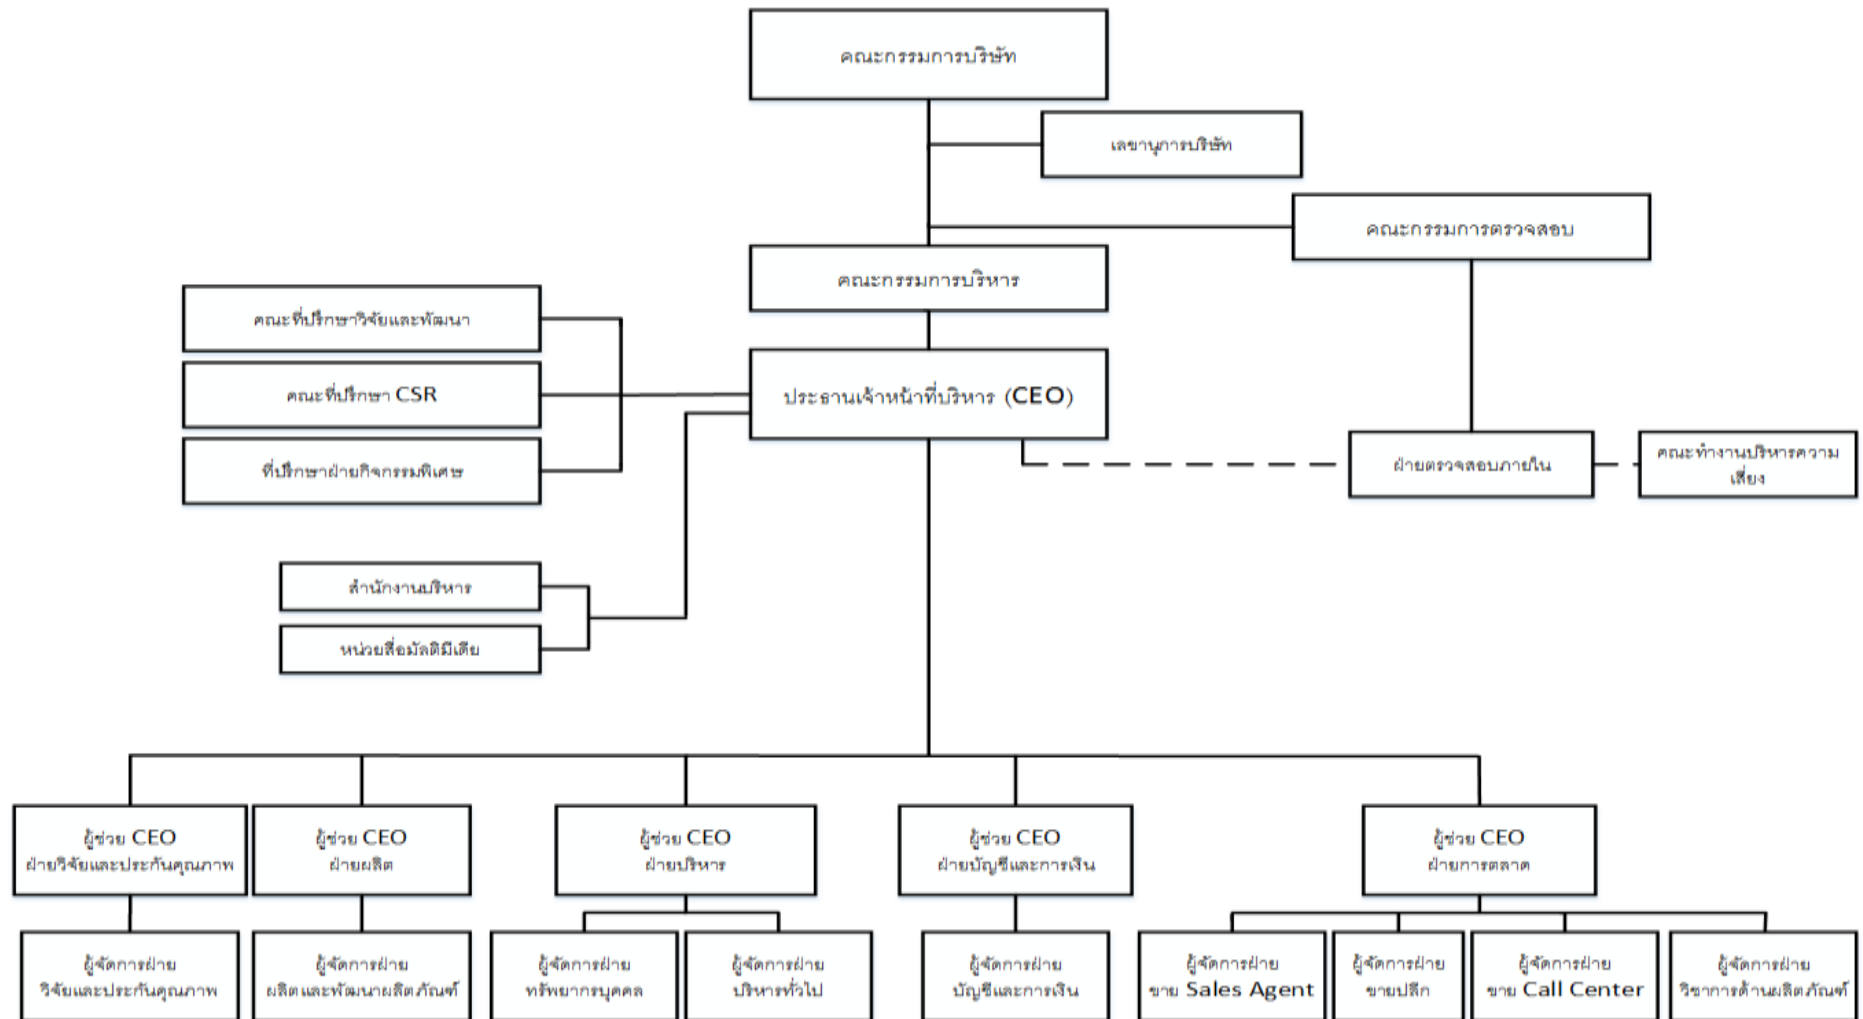 คณะกรรมการบริษัท
เลขานุการบริษัท
คณะกรรมการตรวจสอบ
คณะกรรมการบริหาร
คณะที่ปรึกษาวิจัยและพัฒนา
คณะที่ปรึกษา CSR
ประธานเจ้าหน้าที่บริหาร (CEO)
ที่ปรึกษาฝ่ายกิจกรรมพิเศษ
ฝ่ายตรวจสอบภายใน
คณะทำงานบริหารความ
เสี่ยง
สำนักงานบริหาร
หน่วยสื่อมัลติมีเดีย
ผู้ช่วย CEO
ฝ่ายวิจัยและประกันคุณภาพ
ผู้ช่วย CEO
ฝ่ายผลิต
ผู้ช่วย CEO
ฝ่ายบริหาร
ผู้ช่วย CEO
ฝ่ายบัญชีและการเงิน
ผู้ช่วย CEO
ฝ่ายการตลาด
ผู้จัดการฝ่าย
วิจัยและประกันคุณภาพ
ผู้จัดการฝ่าย
ผลิตและพัฒนาผลิตภัณฑ์
ผู้จัดการฝ่าย
ทรัพยากรบุคคล
ผู้จัดการฝ่าย
บริหารทั่วไป
ผู้จัดการฝ่าย
บัญชีและการเงิน
ผู้จัดการฝ่าย
ขาย Sales Agent
ผู้จัดการฝ่าย
ขายปลีก
ผู้จัดการฝ่าย
ขาย Call Center
ผู้จัดการฝ่าย
วิชาการด้านผลิตภัณฑ์